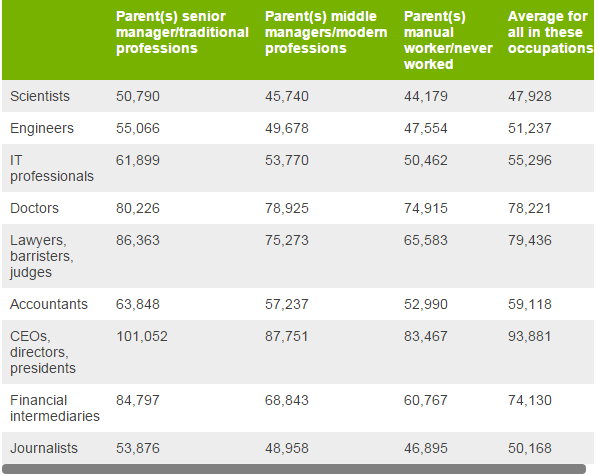 Parent(s) senior manager/traditional professions | Parent(s) middle managers/modern professions | Parent(s) manual worker/never worked | Average for all in these occupations
Scientists 50,790 45,740 44,179 47,928
Engineers 55,066 49,678 47,554 51,237
IT professionals 61,899 53,770 50,462 55,296
Doctors 80,226 78,925 74,915 78,221
Lawyers, barristers, judges 86,363 75,273 65,583 79,436
Accountants 63,848 57,237 52,990 59,118
CEOs, directors, presidents 101,052 87,751 83,467 93,881
Financial intermediaries 84,797 68,843 60,767 74,130
Journalists 53,876 48,958 46,895 50,168